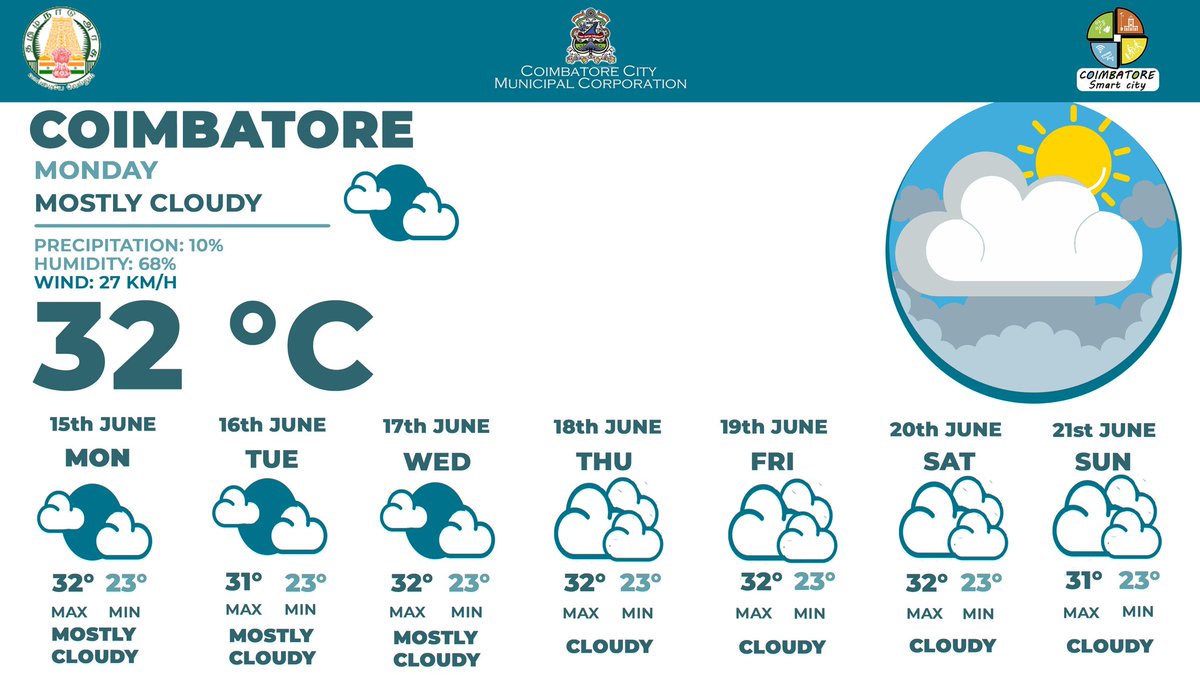 COIMBATORE CITY
MUNICIPAL CORPORATION
COIMBATORE
Smart city
COIMBATORE
MONDAY
MOSTLY CLOUDY
PRECIPITATION: 10%
HUMIDITY: 68%
WIND: 27 KM/H
32 °C
15th JUNE 16th JUNE 17th JUNE 18th JUNE 19th JUNE 20th JUNE 21st JUNE
MON TUE WED THU FRI SAT SUN
32° 23° 31° 23° 32° 23° 32° 23° 32° 23° 32° 23° 31° 23°
MAX MIN MAX MIN MAX MIN MAX MIN MAX MIN MAX MIN MAX MIN
MOSTLY MOSTLY MOSTLY CLOUDY CLOUDY CLOUDY CLOUDY
CLOUDY CLOUDY CLOUDY